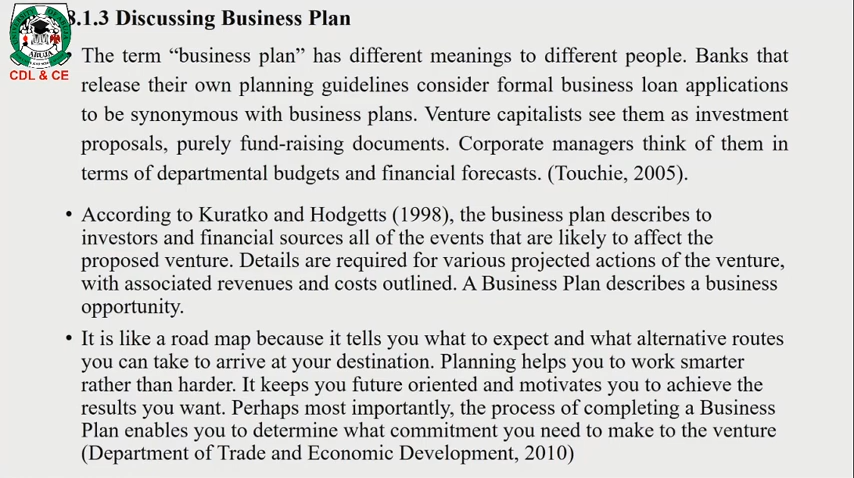 8.1.3 Discussing Business Plan
The term “business plan” has different meanings to different people. Banks that
release their own planning guidelines consider formal business loan applications
to be synonymous with business plans. Venture capitalists see them as investment
proposals, purely fund-raising documents. Corporate managers think of them in
terms of departmental budgets and financial forecasts. (Touchie, 2005).
• According to Kuratko and Hodgetts (1998), the business plan describes to
investors and financial sources all of the events that are likely to affect the
proposed venture. Details are required for various projected actions of the venture,
with associated revenues and costs outlined. A Business Plan describes a business
opportunity.
• It is like a road map because it tells you what to expect and what alternative routes
you can take to arrive at your destination. Planning helps you to work smarter
rather than harder. It keeps you future oriented and motivates you to achieve the
results you want. Perhaps most importantly, the process of completing a Business
Plan enables you to determine what commitment you need to make to the venture
(Department of Trade and Economic Development, 2010)
ABUJA
CDL & CE